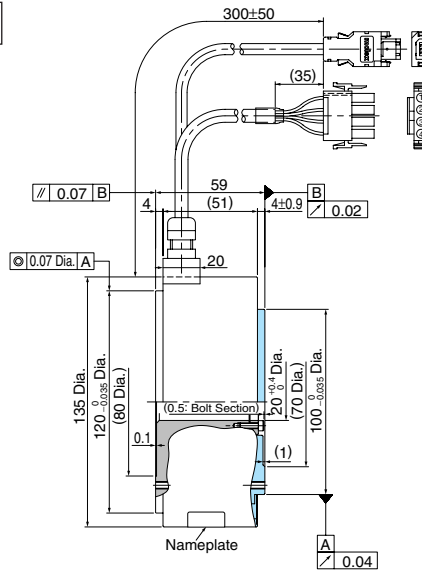 300±50
(35)
// 0.07 B
59
B
4
(51)
4±0.9
↗ 0.02
20
◎ 0.07 Dia. A
135 Dia.
120 0 -0.035 Dia.
(80 Dia.)
(0.5: Bolt Section)
20 +0.4 0 Dia.
(70 Dia.)
100 0 -0.035 Dia.
0.1
(1)
Nameplate
A
↗ 0.04